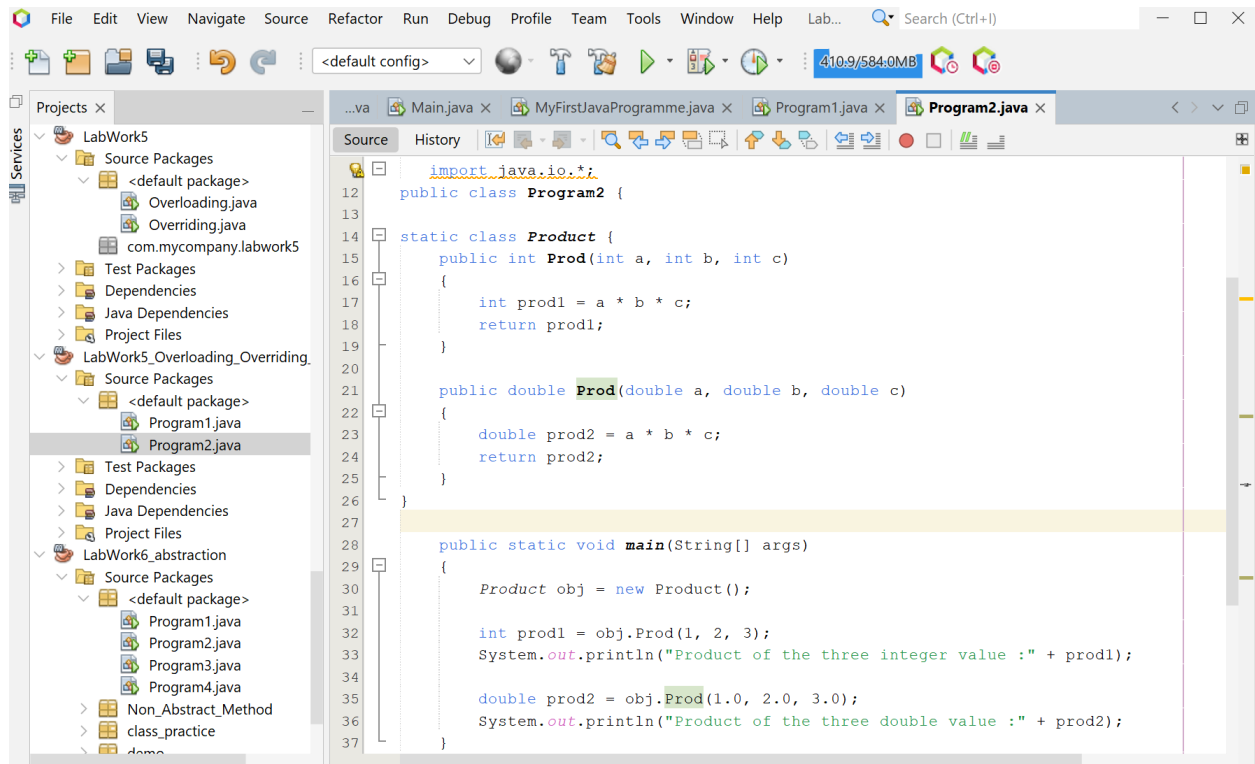 File Edit View Navigate Source Refactor Run Debug Profile Team Tools Window Help Lab... Search (Ctrl+I)
<default config> 410.9/584.0MB
Projects
Services
LabWork5
Source Packages
<default package>
Overloading.java
Overriding.java
com.mycompany.labwork5
Test Packages
Dependencies
Java Dependencies
Project Files
LabWork5_Overloading_Overriding_
Source Packages
<default package>
Program1.java
Program2.java
Test Packages
Dependencies
Java Dependencies
Project Files
LabWork6_abstraction
Source Packages
<default package>
Program1.java
Program2.java
Program3.java
Program4.java
Non_Abstract_Method
class_practice
demo
...va Main.java MyFirstJavaProgramme.java Program1.java Program2.java
Source History
import java.io.*;
12 public class Program2 {
13
14 static class Product {
15 public int Prod(int a, int b, int c)
16 {
17 int prod1 = a * b * c;
18 return prod1;
19 }
20
21 public double Prod(double a, double b, double c)
22 {
23 double prod2 = a * b * c;
24 return prod2;
25 }
26 }
27
28 public static void main(String[] args)
29 {
30 Product obj = new Product();
31
32 int prod1 = obj.Prod(1, 2, 3);
33 System.out.println("Product of the three integer value :" + prod1);
34
35 double prod2 = obj.Prod(1.0, 2.0, 3.0);
36 System.out.println("Product of the three double value :" + prod2);
37 }